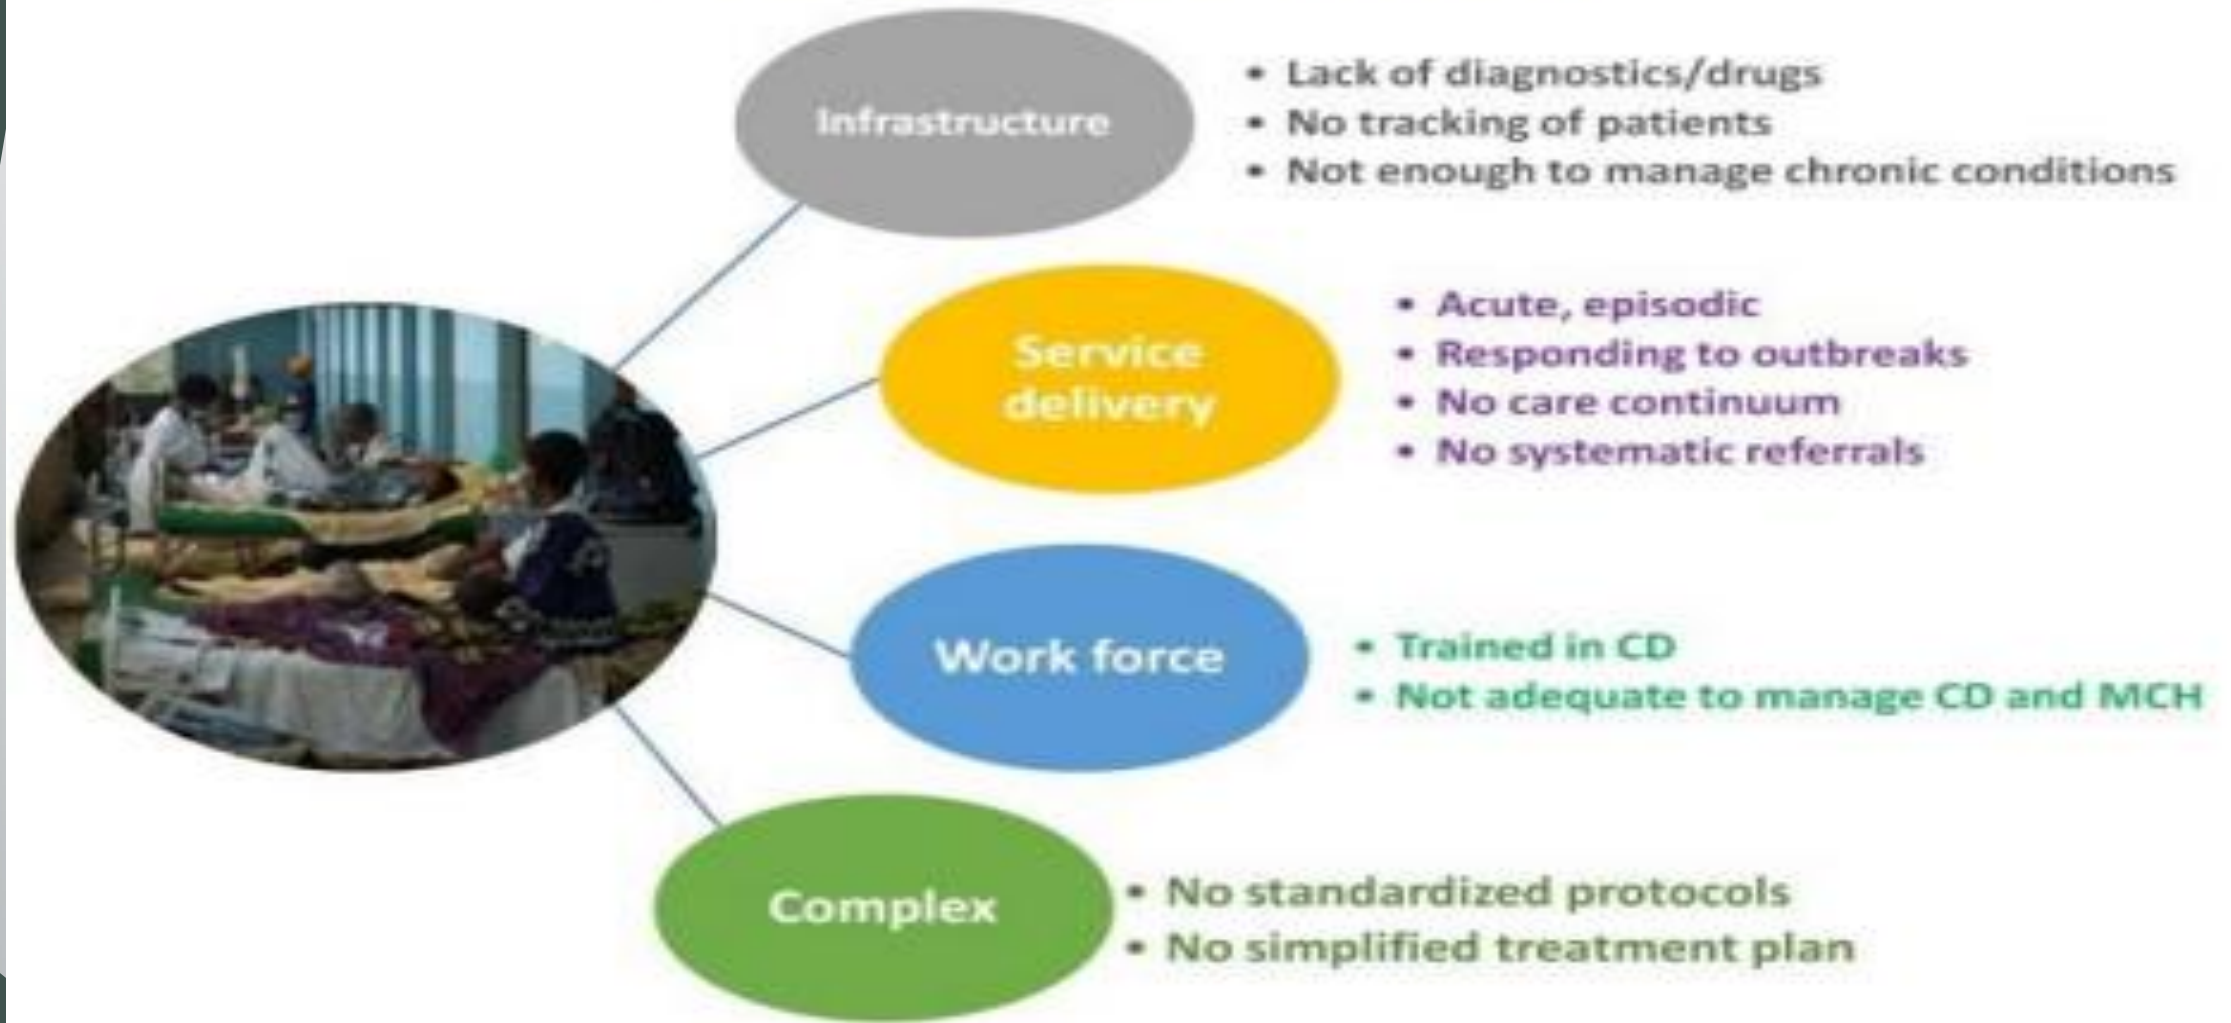 Infrastructure
• Lack of diagnostics/drugs
• No tracking of patients
• Not enough to manage chronic conditions
Service
delivery
• Acute, episodic
• Responding to outbreaks
• No care continuum
• No systematic referrals
Work force
• Trained in CD
• Not adequate to manage CD and MCH
Complex
• No standardized protocols
• No simplified treatment plan